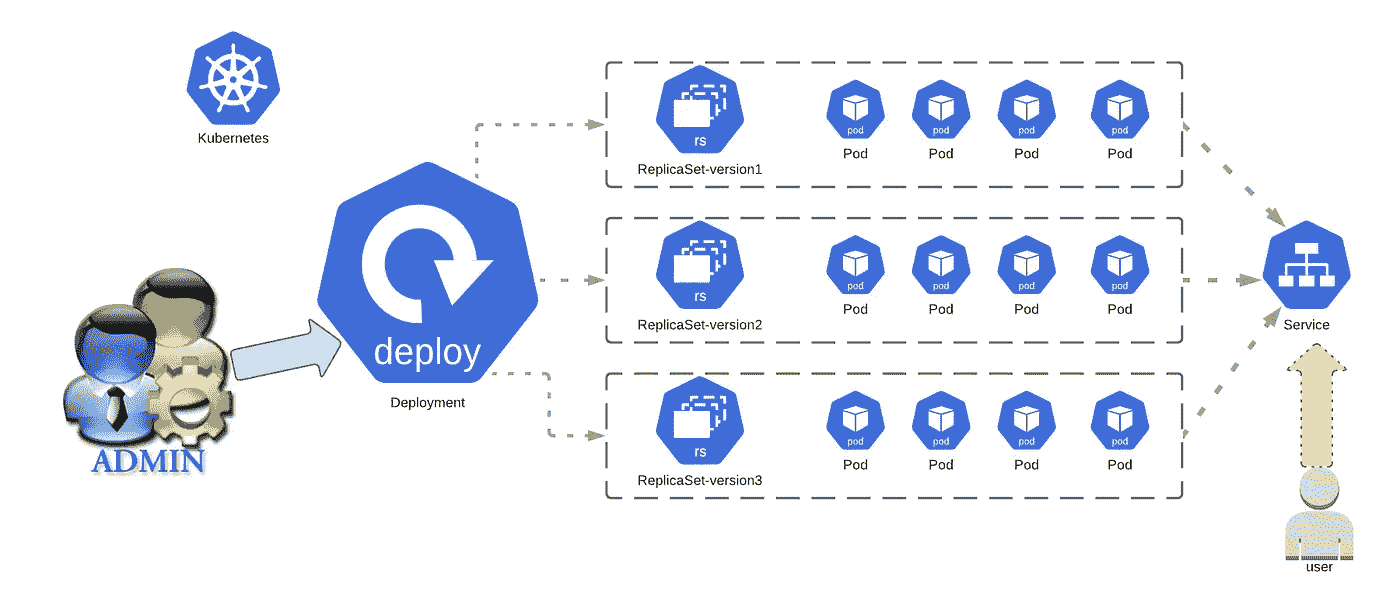 Kubernetes
ADMIN
deploy
Deployment
rs
ReplicaSet-version1
pod
Pod
pod
Pod
pod
Pod
pod
Pod
rs
ReplicaSet-version2
pod
Pod
pod
Pod
pod
Pod
pod
Pod
rs
ReplicaSet-version3
pod
Pod
pod
Pod
pod
Pod
pod
Pod
Service
user